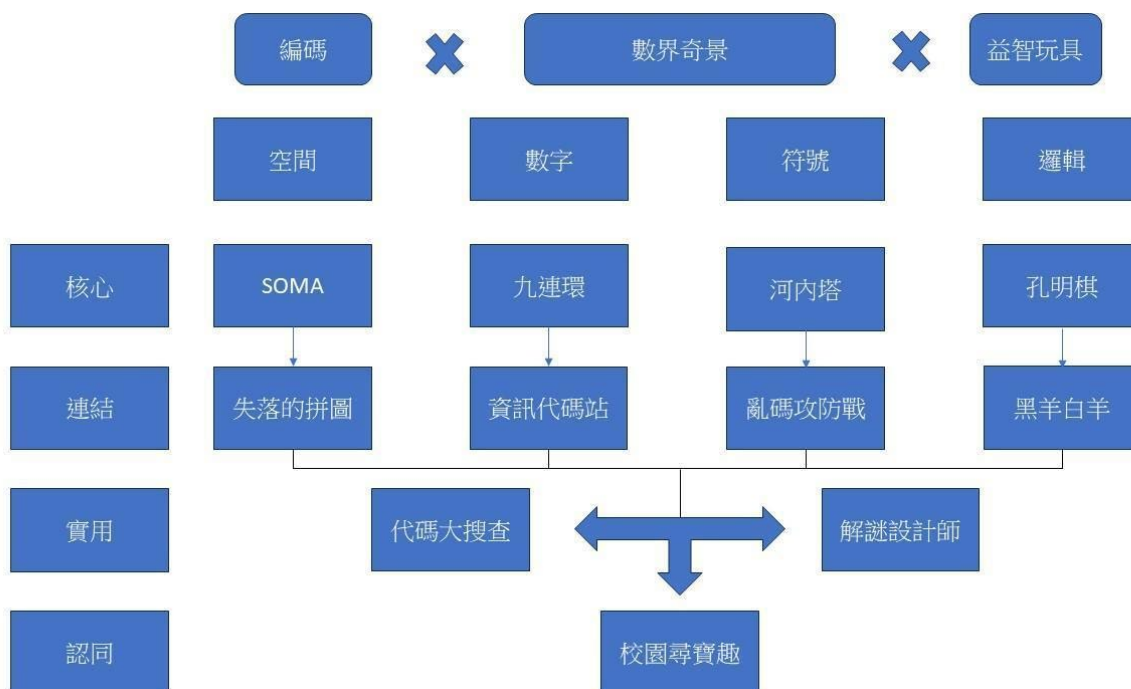 編碼
數界奇景
益智玩具
空間
數字
符號
邏輯
核心
SOMA
九連環
河內塔
孔明棋
連結
失落的拼圖
資訊代碼站
亂碼攻防戰
黑羊白羊
實用
代碼大搜查
解謎設計師
認同
校園尋寶趣